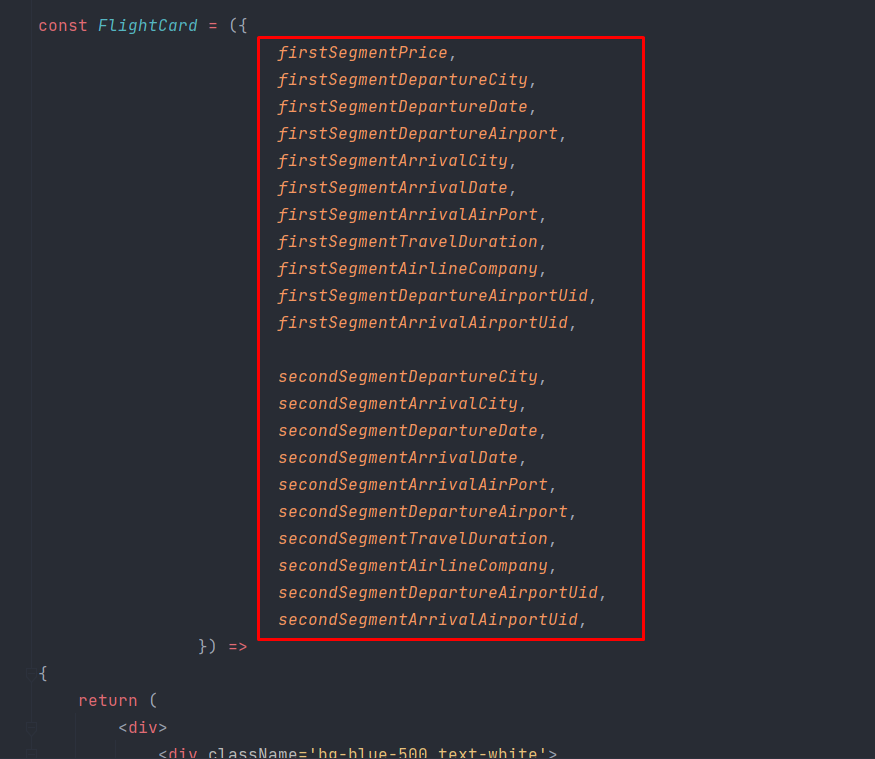 const FlightCard = ({
firstSegmentPrice,
firstSegmentDepartureCity,
firstSegmentDepartureDate,
firstSegmentDepartureAirport,
firstSegmentArrivalCity,
firstSegmentArrivalDate,
firstSegmentArrivalAirPort,
firstSegmentTravelDuration,
firstSegmentAirlineCompany,
firstSegmentDepartureAirportUid,
firstSegmentArrivalAirportUid,
secondSegmentDepartureCity,
secondSegmentArrivalCity,
secondSegmentDepartureDate,
secondSegmentArrivalDate,
secondSegmentArrivalAirPort,
secondSegmentDepartureAirport,
secondSegmentTravelDuration,
secondSegmentAirlineCompany,
secondSegmentDepartureAirportUid,
secondSegmentArrivalAirportUid,
}) =>
{
return (
<div>
<div className='bg-blue-500 text-white'>